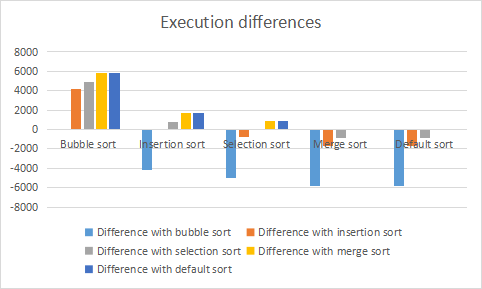 Execution differences
8000
6000
4000
2000
0
-2000
-4000
-6000
-8000
Bubble sort Insertion sort Selection sort Merge sort Default sort
Difference with bubble sort Difference with insertion sort
Difference with selection sort Difference with merge sort
Difference with default sort